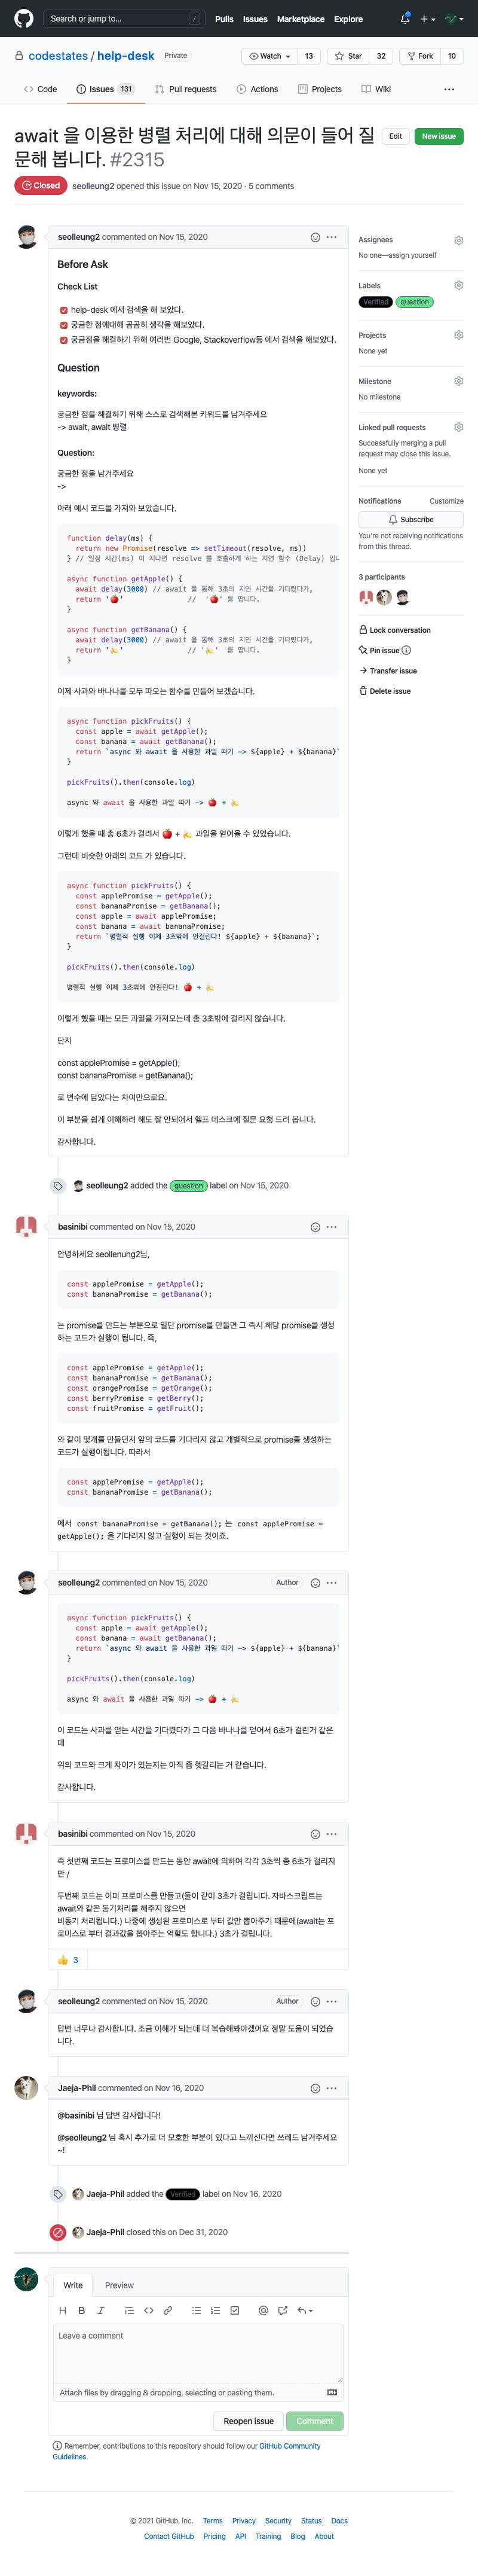 Search or jump to...
/
Pulls Issues Marketplace Explore
codestates / help-desk Private
Watch 13 Star 32 Fork 10
Code Issues 131 Pull requests Actions Projects Wiki
await 을 이용한 병렬 처리에 대해 의문이 들어 질
문해 봅니다. #2315
Edit New issue
Closed seolleung2 opened this issue on Nov 15, 2020 · 5 comments
seolleung2 commented on Nov 15, 2020
Before Ask
Check List
help-desk 에서 검색을 해 보았다.
궁금한 점에대해 곰곰히 생각을 해보았다.
궁금점을 해결하기 위해 여러번 Google, Stackoverflow등 에서 검색을 해보았다.
Question
keywords:
궁금한 점을 해결하기 위해 스스로 검색해본 키워드를 남겨주세요
-> await, await 병렬
Question:
궁금한 점을 남겨주세요
->
아래 예시 코드를 가져와 보았습니다.
function delay(ms) {
return new Promise(resolve => setTimeout(resolve, ms))
} // 일정 시간(ms) 이 지나면 resolve 를 호출하게 하는 지연 함수 (Delay) 입니
async function getApple() {
await delay(3000) // await 을 통해 3초의 지연 시간을 기다렸다가,
return '🍎' // '🍎' 를 땁니다.
}
async function getBanana() {
await delay(3000) // await 을 통해 3초의 지연 시간을 기다렸다가,
return '🍌' // '🍌' 를 땁니다.
}
이제 사과와 바나나를 모두 따오는 함수를 만들어 보겠습니다.
async function pickFruits() {
const apple = await getApple();
const banana = await getBanana();
return `async 와 await 을 사용한 과일 따기 -> ${apple} + ${banana}`
}
pickFruits().then(console.log)
async 와 await 을 사용한 과일 따기 -> 🍎 + 🍌
이렇게 했을 때 총 6초가 걸려서 🍎 + 🍌 과일을 얻어올 수 있었습니다.
그런데 비슷한 아래의 코드 가 있습니다.
async function pickFruits() {
const applePromise = getApple();
const bananaPromise = getBanana();
const apple = await applePromise;
const banana = await bananaPromise;
return `병렬적 실행 이제 3초밖에 안걸린다! ${apple} + ${banana}`;
}
pickFruits().then(console.log)
병렬적 실행 이제 3초밖에 안걸린다! 🍎 + 🍌
이렇게 했을 때는 모든 과일을 가져오는데 총 3초밖에 걸리지 않습니다.
단지
const applePromise = getApple();
const bananaPromise = getBanana();
로 변수에 담았다는 차이만으로요.
이 부분을 쉽게 이해하려 해도 잘 안되어서 헬프 데스크에 질문 요청 드려 봅니다.
감사합니다.
Assignees
No one—assign yourself
Labels
Verified question
Projects
None yet
Milestone
No milestone
Linked pull requests
Successfully merging a pull
request may close this issue.
None yet
Notifications Customize
Subscribe
You're not receiving notifications
from this thread.
3 participants
Lock conversation
Pin issue
Transfer issue
Delete issue
seolleung2 added the question label on Nov 15, 2020
basinibi commented on Nov 15, 2020
안녕하세요 seollenung2님,
const applePromise = getApple();
const bananaPromise = getBanana();
는 promise를 만드는 부분으로 일단 promise를 만들면 그 즉시 해당 promise를 생성
하는 코드가 실행이 됩니다. 즉,
const applePromise = getApple();
const bananaPromise = getBanana();
const orangePromise = getOrange();
const berryPromise = getBerry();
const fruitPromise = getFruit();
와 같이 몇개를 만들던지 앞의 코드를 기다리지 않고 개별적으로 promise를 생성하는
코드가 실행이됩니다. 따라서
const applePromise = getApple();
const bananaPromise = getBanana();
에서 const bananaPromise = getBanana(); 는 const applePromise =
getApple(); 을 기다리지 않고 실행이 되는 것이죠.
seolleung2 commented on Nov 15, 2020 Author
async function pickFruits() {
const apple = await getApple();
const banana = await getBanana();
return `async 와 await 을 사용한 과일 따기 -> ${apple} + ${banana}`
}
pickFruits().then(console.log)
async 와 await 을 사용한 과일 따기 -> 🍎 + 🍌
이 코드는 사과를 얻는 시간을 기다렸다가 그 다음 바나나를 얻어서 6초가 걸린거 같은
데
위의 코드와 크게 차이가 있는지는 아직 좀 헷갈리는 거 같습니다.
감사합니다.
basinibi commented on Nov 15, 2020
즉 첫번째 코드는 프로미스를 만드는 동안 await에 의하여 각각 3초씩 총 6초가 걸리지
만 /
두번째 코드는 이미 프로미스를 만들고(둘이 같이 3초가 걸립니다. 자바스크립트는
await와 같은 동기처리를 해주지 않으면
비동기 처리됩니다.) 나중에 생성된 프로미스로 부터 값만 뽑아주기 때문에(await는 프
로미스로 부터 결과값을 뽑아주는 역할도 합니다.) 3초가 걸립니다.
👍 3
seolleung2 commented on Nov 15, 2020 Author
답변 너무나 감사합니다. 조금 이해가 되는데 더 복습해봐야겠어요 정말 도움이 되었습
니다.
Jaeja-Phil commented on Nov 16, 2020
@basinibi 님 답변 감사합니다!
@seolleung2 님 혹시 추가로 더 모호한 부분이 있다고 느끼신다면 쓰레드 남겨주세요
~!
Jaeja-Phil added the Verified label on Nov 16, 2020
Jaeja-Phil closed this on Dec 31, 2020
Write Preview
Leave a comment
Attach files by dragging & dropping, selecting or pasting them.
Reopen issue Comment
Remember, contributions to this repository should follow our GitHub Community
Guidelines.
© 2021 GitHub, Inc. Terms Privacy Security Status Docs
Contact GitHub Pricing API Training Blog About